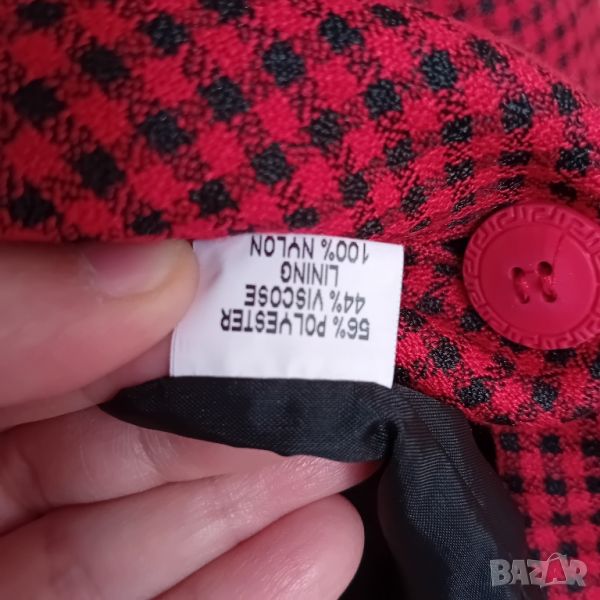 56% POLYESTER
44% VISCOSE
LINING
100% NYLON
BAZAR